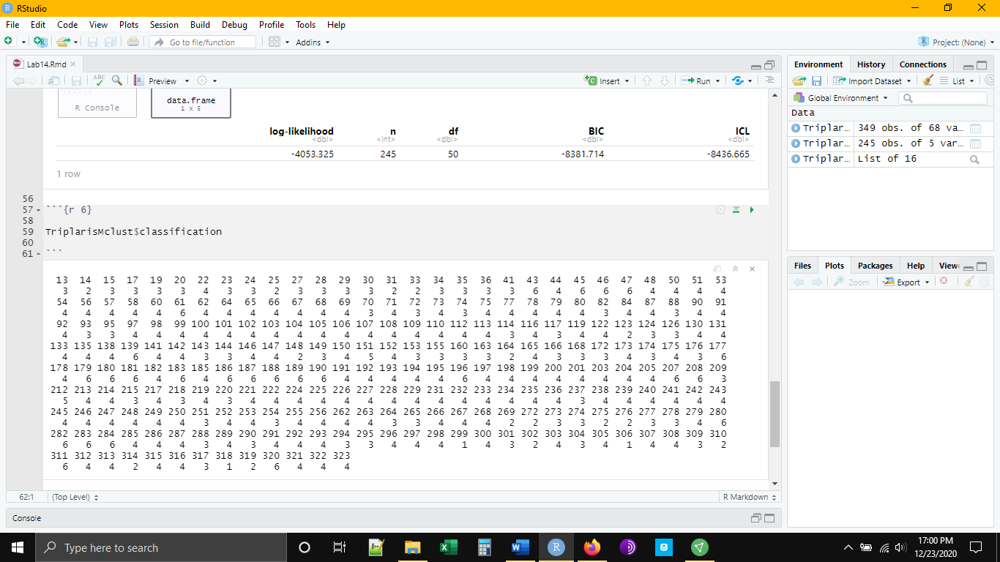 RStudio
File Edit Code View Plots Session Build Debug Profile Tools Help
Go to file/function Addins Project: (None)
Lab14.Rmd
ABC Preview Insert Run
R Console
data.frame
1 x 5
log-likelihood n df BIC ICL
<dbl> <int> <dbl> <dbl> <dbl>
-4053.325 245 50 -8381.714 -8436.665
1 row
56
57 ```{r 6}
58
59 TriplarisMclust$classification
60
61 ```
13 14 15 17 19 20 22 23 24 25 27 28 29 30 31 33 34 35 36 41 43 44 45 46 47 48 50 51 53
3 2 3 3 3 3 4 3 3 2 3 3 3 3 2 2 3 3 3 3 6 4 6 6 6 4 4 4 4
54 56 57 58 60 61 62 64 65 66 67 68 69 70 71 72 73 74 75 77 78 79 80 82 84 87 88 90 91
4 4 4 4 4 6 4 4 4 4 4 4 4 3 4 3 4 3 4 4 4 4 4 3 4 4 3 4 4
92 93 95 97 98 99 100 101 102 103 104 105 106 107 108 109 110 112 113 114 116 117 119 122 123 124 126 130 131
4 3 3 4 4 4 4 4 4 4 4 4 4 4 4 4 4 4 4 3 4 3 4 4 2 3 3 4 4
133 135 138 139 141 142 143 144 146 147 148 149 150 151 152 153 155 160 163 164 165 166 168 172 173 174 175 176 177
4 4 4 6 4 4 3 3 4 4 2 3 4 5 4 3 3 3 3 2 4 3 3 3 4 3 4 3 6
178 179 180 181 182 183 185 186 187 188 189 190 191 192 193 194 195 196 197 198 199 200 201 203 204 205 207 208 209
4 6 6 6 4 6 4 6 6 6 6 6 4 4 4 4 4 6 4 4 4 4 4 4 4 4 6 6 3
212 213 214 215 217 218 219 220 221 222 224 225 226 227 228 229 231 232 233 234 235 236 237 238 239 240 241 242 243
5 4 4 3 4 3 4 3 4 4 4 4 4 4 4 4 4 4 4 4 4 4 3 4 4 4 4 4 4
245 246 247 248 249 250 251 252 253 254 255 256 262 263 264 265 266 267 268 269 272 273 274 275 276 277 278 279 280
4 4 4 4 4 4 3 4 4 3 4 4 4 4 3 3 4 4 4 2 2 3 3 2 2 3 3 4 6
282 283 284 285 286 287 288 289 290 291 292 293 294 295 296 297 298 299 300 301 302 303 304 305 306 307 308 309 310
6 6 6 4 4 4 3 4 3 4 4 4 3 3 4 4 4 1 4 3 2 4 3 4 1 4 4 3 2
311 312 313 314 315 316 317 318 319 320 321 322 323
6 4 4 2 4 4 3 1 2 6 4 4 4
62:1 (Top Level) R Markdown
Console
Environment History Connections
Import Dataset List
Global Environment
Data
Triplar… 349 obs. of 68 va…
Triplar… 245 obs. of 5 var…
Triplar… List of 16
Files Plots Packages Help View
Zoom Export
Type here to search
17:00 PM
12/23/2020